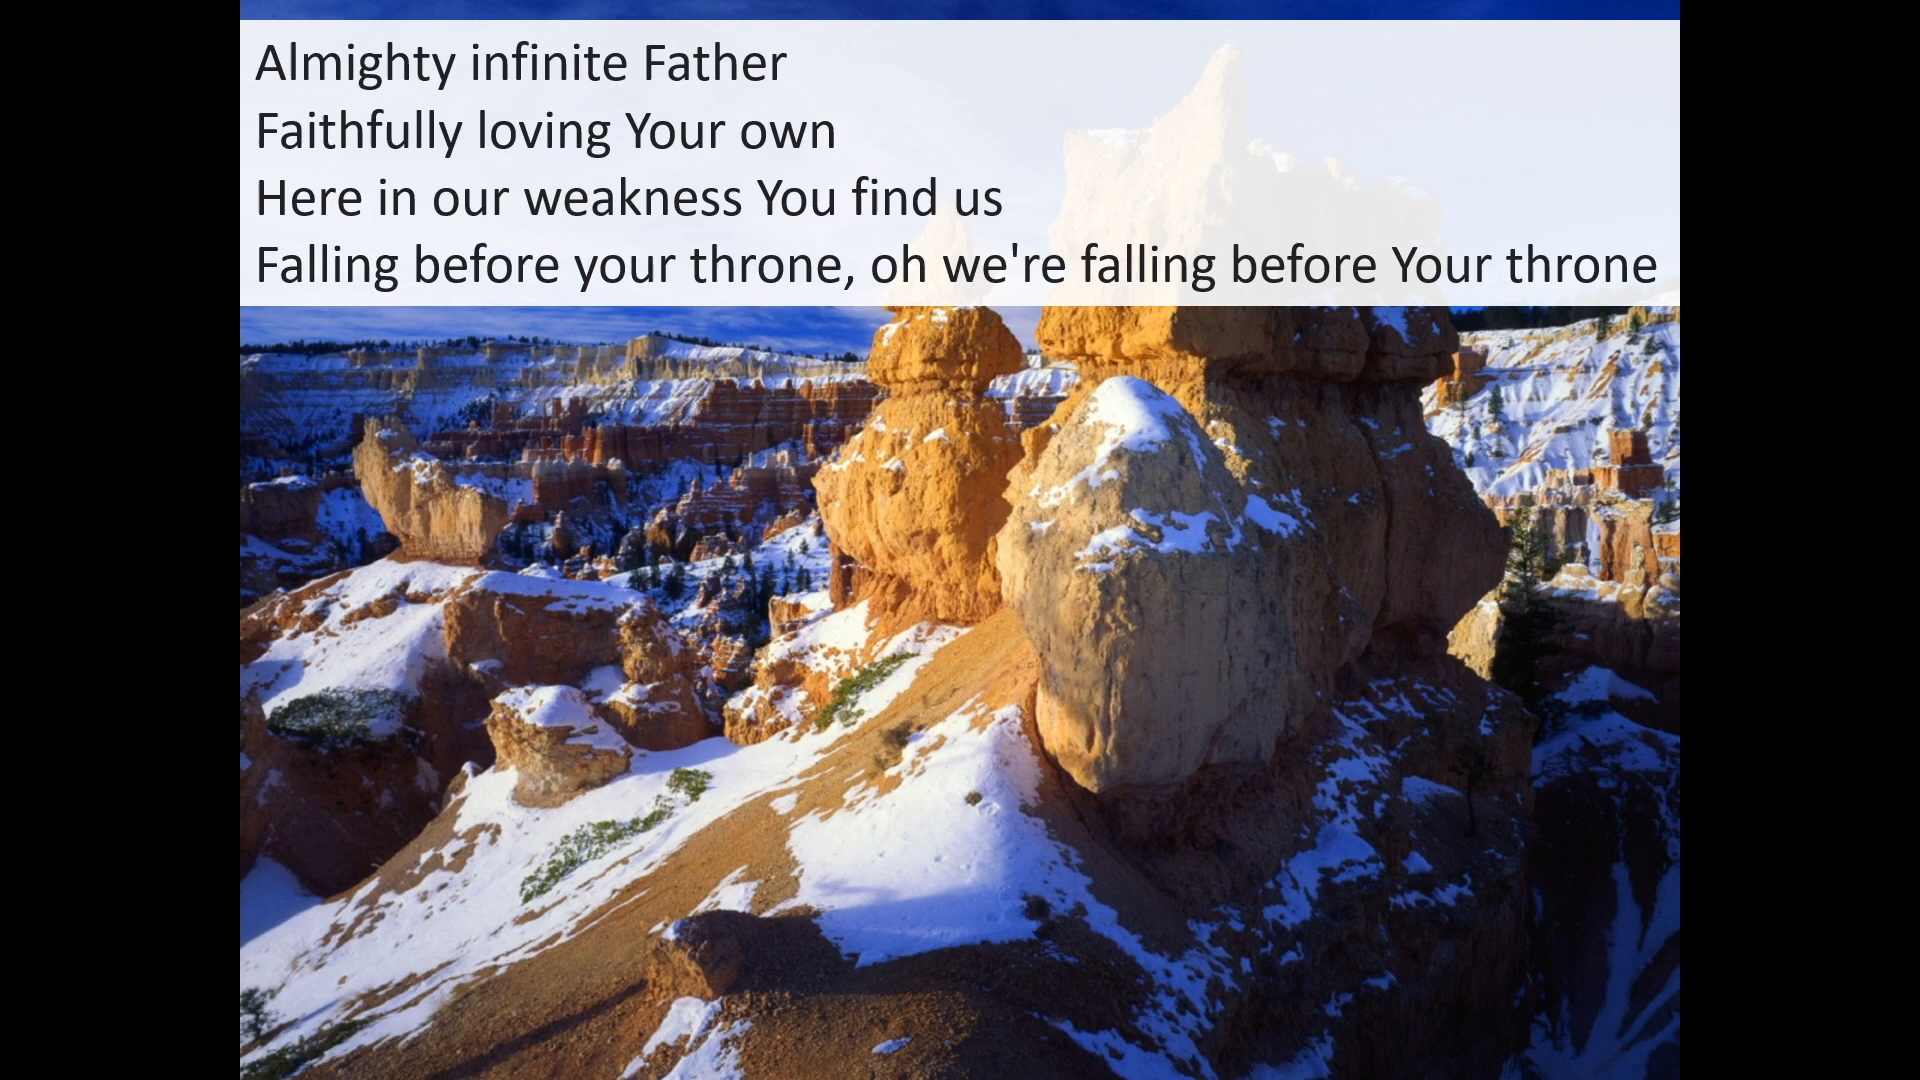 Almighty infinite Father
Faithfully loving Your own
Here in our weakness You find us
Falling before your throne, oh we're falling before Your throne